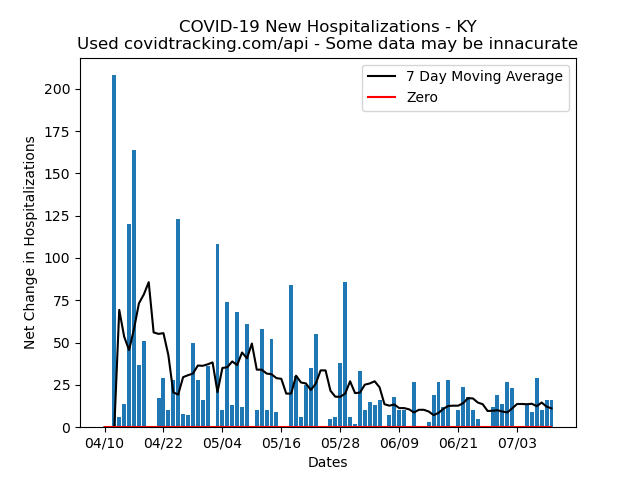 COVID-19 New Hospitalizations - KY
Used covidtracking.com/api - Some data may be innacurate
7 Day Moving Average
Zero
Net Change in Hospitalizations
200
175
150
125
100
75
50
25
0
04/10 04/22 05/04 05/16 05/28 06/09 06/21 07/03
Dates